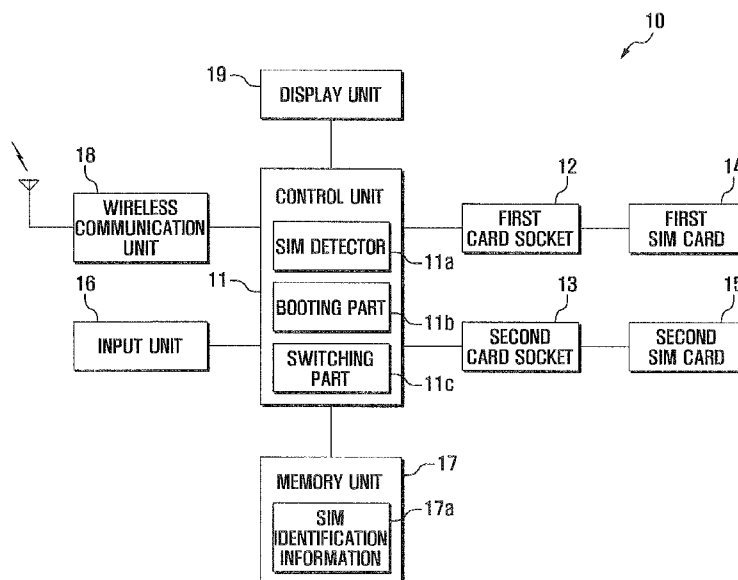 10
19
DISPLAY UNIT
18
WIRELESS
COMMUNICATION
UNIT
CONTROL UNIT
SIM DETECTOR
11a
11
BOOTING PART
11b
SWITCHING
PART
11c
12
FIRST
CARD SOCKET
14
FIRST
SIM CARD
16
INPUT UNIT
13
SECOND
CARD SOCKET
15
SECOND
SIM CARD
MEMORY UNIT
17
SIM
IDENTIFICATION
INFORMATION
17a